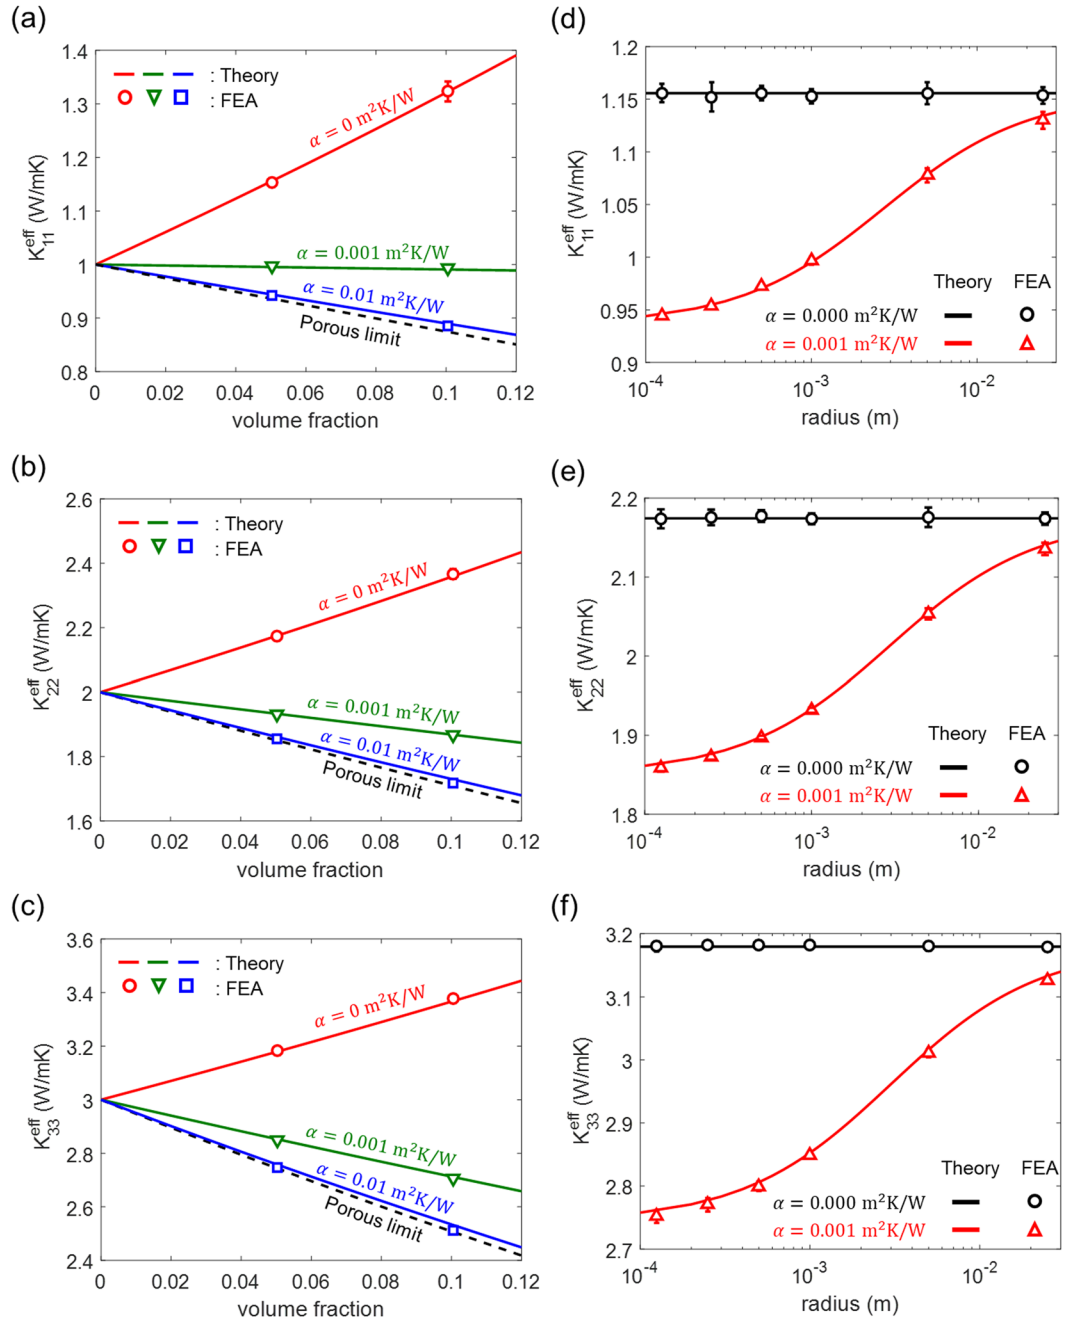 (a)
K₁₁ᵉᶠᶠ (W/mK)
1.4
1.3
1.2
1.1
1
0.9
0.8
: Theory
: FEA
α = 0 m²K/W
α = 0.001 m²K/W
α = 0.01 m²K/W
Porous limit
0 0.02 0.04 0.06 0.08 0.1 0.12
volume fraction
(d)
K₁₁ᵉᶠᶠ (W/mK)
1.2
1.15
1.1
1.05
1
0.95
0.9
Theory FEA
α = 0.000 m²K/W
α = 0.001 m²K/W
10⁻⁴ 10⁻³ 10⁻²
radius (m)
(b)
K₂₂ᵉᶠᶠ (W/mK)
2.6
2.4
2.2
2
1.8
1.6
: Theory
: FEA
α = 0 m²K/W
α = 0.001 m²K/W
α = 0.01 m²K/W
Porous limit
0 0.02 0.04 0.06 0.08 0.1 0.12
volume fraction
(e)
K₂₂ᵉᶠᶠ (W/mK)
2.2
2.1
2
1.9
1.8
Theory FEA
α = 0.000 m²K/W
α = 0.001 m²K/W
10⁻⁴ 10⁻³ 10⁻²
radius (m)
(c)
K₃₃ᵉᶠᶠ (W/mK)
3.6
3.4
3.2
3
2.8
2.6
2.4
: Theory
: FEA
α = 0 m²K/W
α = 0.001 m²K/W
α = 0.01 m²K/W
Porous limit
0 0.02 0.04 0.06 0.08 0.1 0.12
volume fraction
(f)
K₃₃ᵉᶠᶠ (W/mK)
3.2
3.1
3
2.9
2.8
2.7
Theory FEA
α = 0.000 m²K/W
α = 0.001 m²K/W
10⁻⁴ 10⁻³ 10⁻²
radius (m)